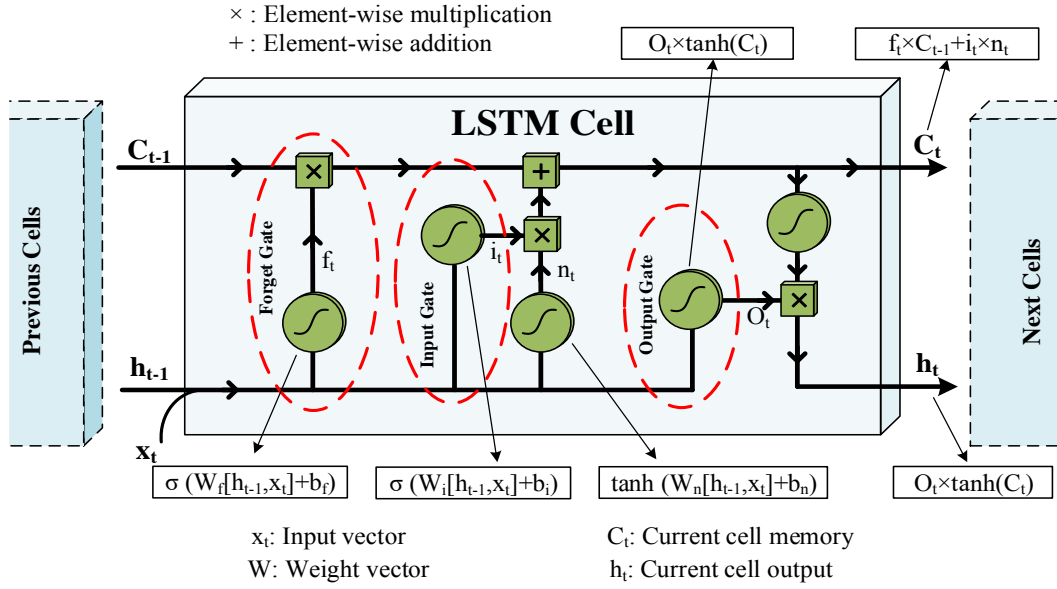 × : Element-wise multiplication
+ : Element-wise addition
Oₜ×tanh(Cₜ)
fₜ×Cₜ₋₁+iₜ×nₜ
LSTM Cell
Cₜ₋₁
×
+
Cₜ
Previous Cells
Forget Gate
fₜ
Input Gate
iₜ
×
nₜ
Output Gate
Oₜ
×
Next Cells
hₜ₋₁
hₜ
xₜ
σ (W_f[hₜ₋₁,xₜ]+b_f)
σ (Wᵢ[hₜ₋₁,xₜ]+bᵢ)
tanh (Wₙ[hₜ₋₁,xₜ]+bₙ)
Oₜ×tanh(Cₜ)
xₜ: Input vector
Cₜ: Current cell memory
W: Weight vector
hₜ: Current cell output